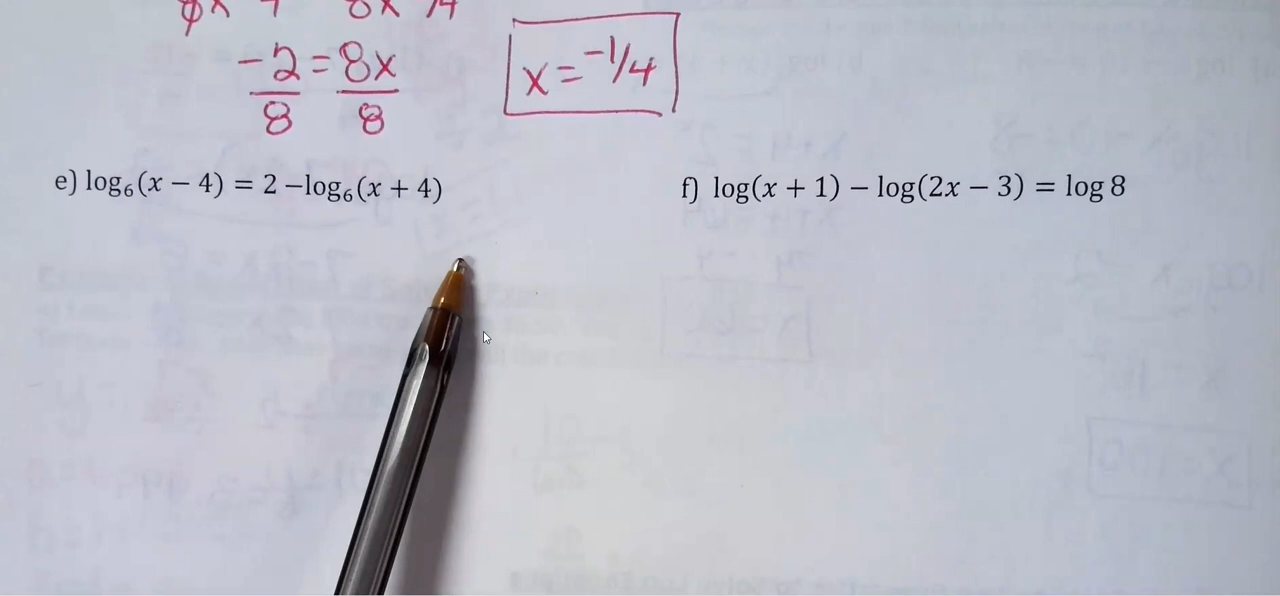 -2 = 8x
8 8
x = -1/4
e) log₆(x − 4) = 2 −log₆(x + 4)
f) log(x + 1) − log(2x − 3) = log 8